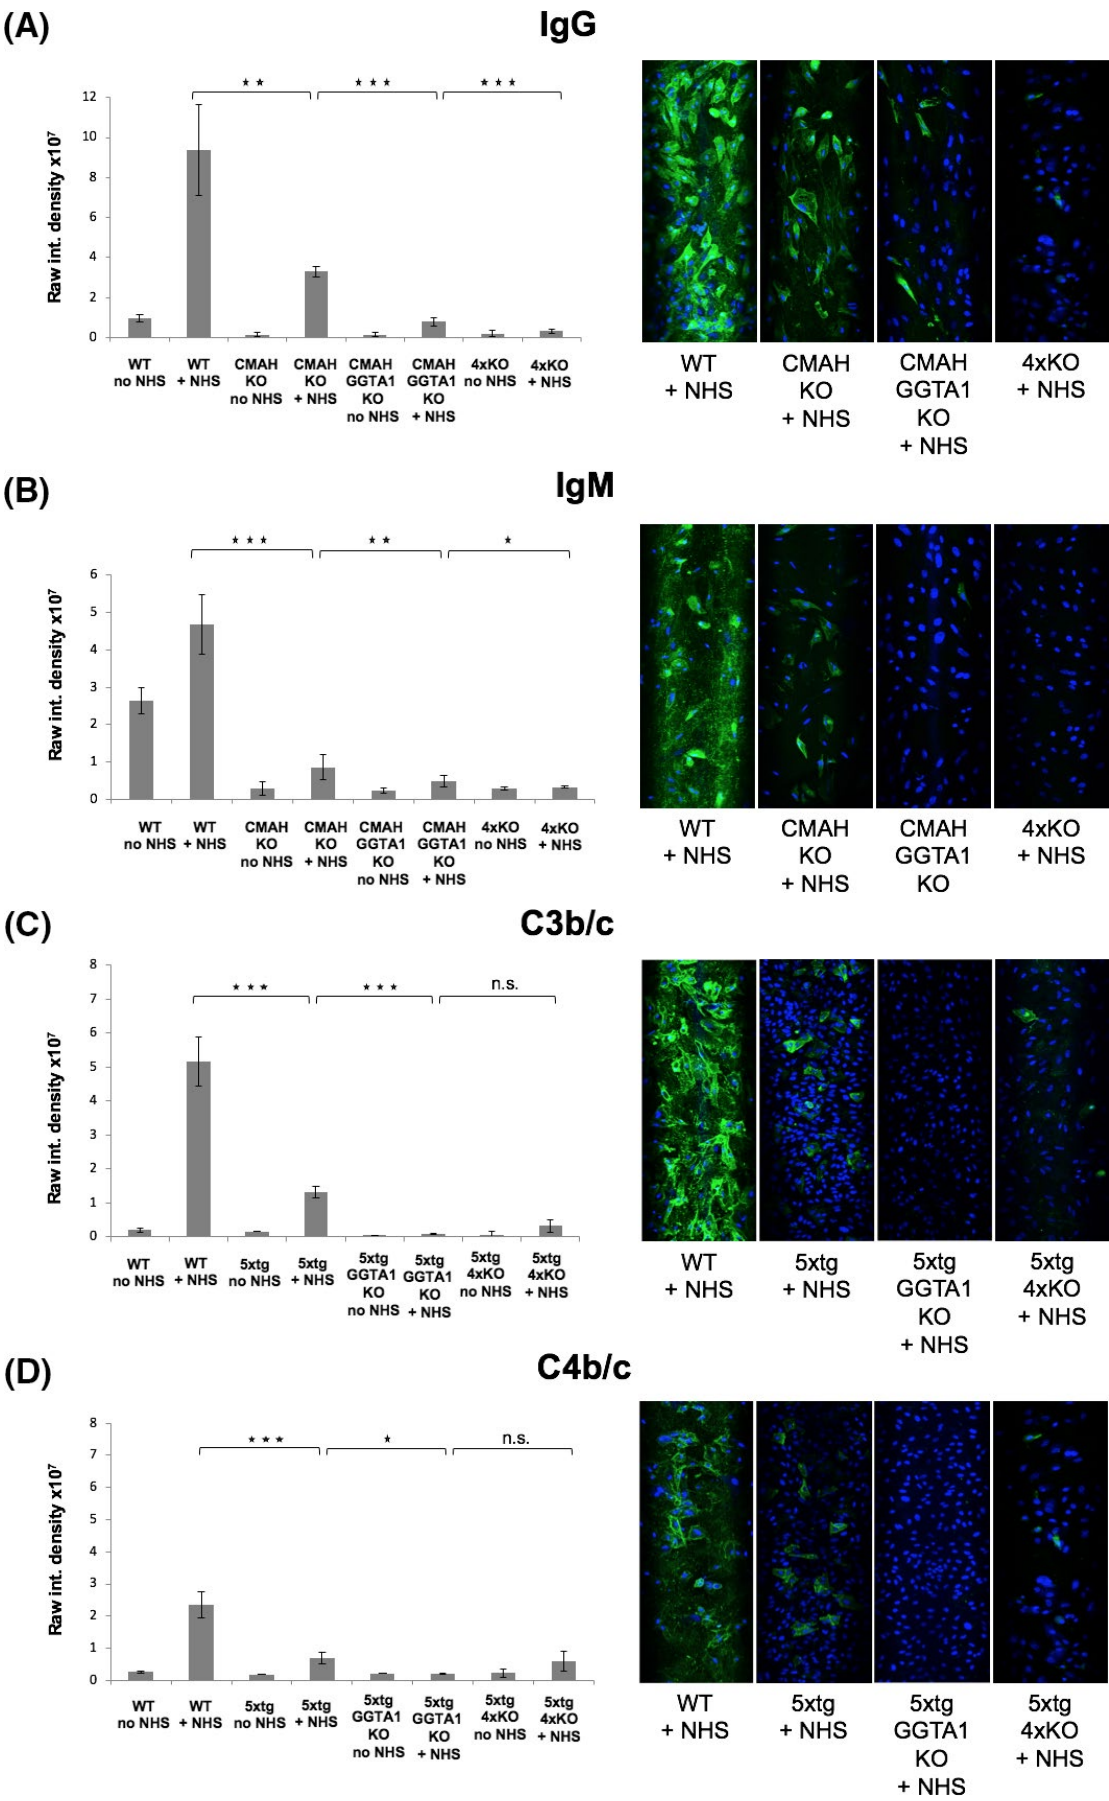 (A)
IgG
★ ★
★ ★ ★
★ ★ ★
Raw int. density x10⁷
12
10
8
6
4
2
0
WT
no NHS
WT
+ NHS
CMAH
KO
no NHS
CMAH
KO
+ NHS
CMAH
GGTA1
KO
no NHS
CMAH
GGTA1
KO
+ NHS
4xKO
no NHS
4xKO
+ NHS
WT
+ NHS
CMAH
KO
+ NHS
CMAH
GGTA1
KO
+ NHS
4xKO
+ NHS
(B)
IgM
★ ★ ★
★ ★
★
Raw int. density x10⁷
6
5
4
3
2
1
0
WT
no NHS
WT
+ NHS
CMAH
KO
no NHS
CMAH
KO
+ NHS
CMAH
GGTA1
KO
no NHS
CMAH
GGTA1
KO
+ NHS
4xKO
no NHS
4xKO
+ NHS
WT
+ NHS
CMAH
KO
+ NHS
CMAH
GGTA1
KO
4xKO
+ NHS
(C)
C3b/c
★ ★ ★
★ ★ ★
n.s.
Raw int. density x10⁷
8
7
6
5
4
3
2
1
0
WT
no NHS
WT
+ NHS
5xtg
no NHS
5xtg
+ NHS
5xtg
GGTA1
KO
no NHS
5xtg
GGTA1
KO
+ NHS
5xtg
4xKO
no NHS
5xtg
4xKO
+ NHS
WT
+ NHS
5xtg
+ NHS
5xtg
GGTA1
KO
+ NHS
5xtg
4xKO
+ NHS
(D)
C4b/c
★ ★ ★
★
n.s.
Raw int. density x10⁷
8
7
6
5
4
3
2
1
0
WT
no NHS
WT
+ NHS
5xtg
no NHS
5xtg
+ NHS
5xtg
GGTA1
KO
no NHS
5xtg
GGTA1
KO
+ NHS
5xtg
4xKO
no NHS
5xtg
4xKO
+ NHS
WT
+ NHS
5xtg
+ NHS
5xtg
GGTA1
KO
+ NHS
5xtg
4xKO
+ NHS